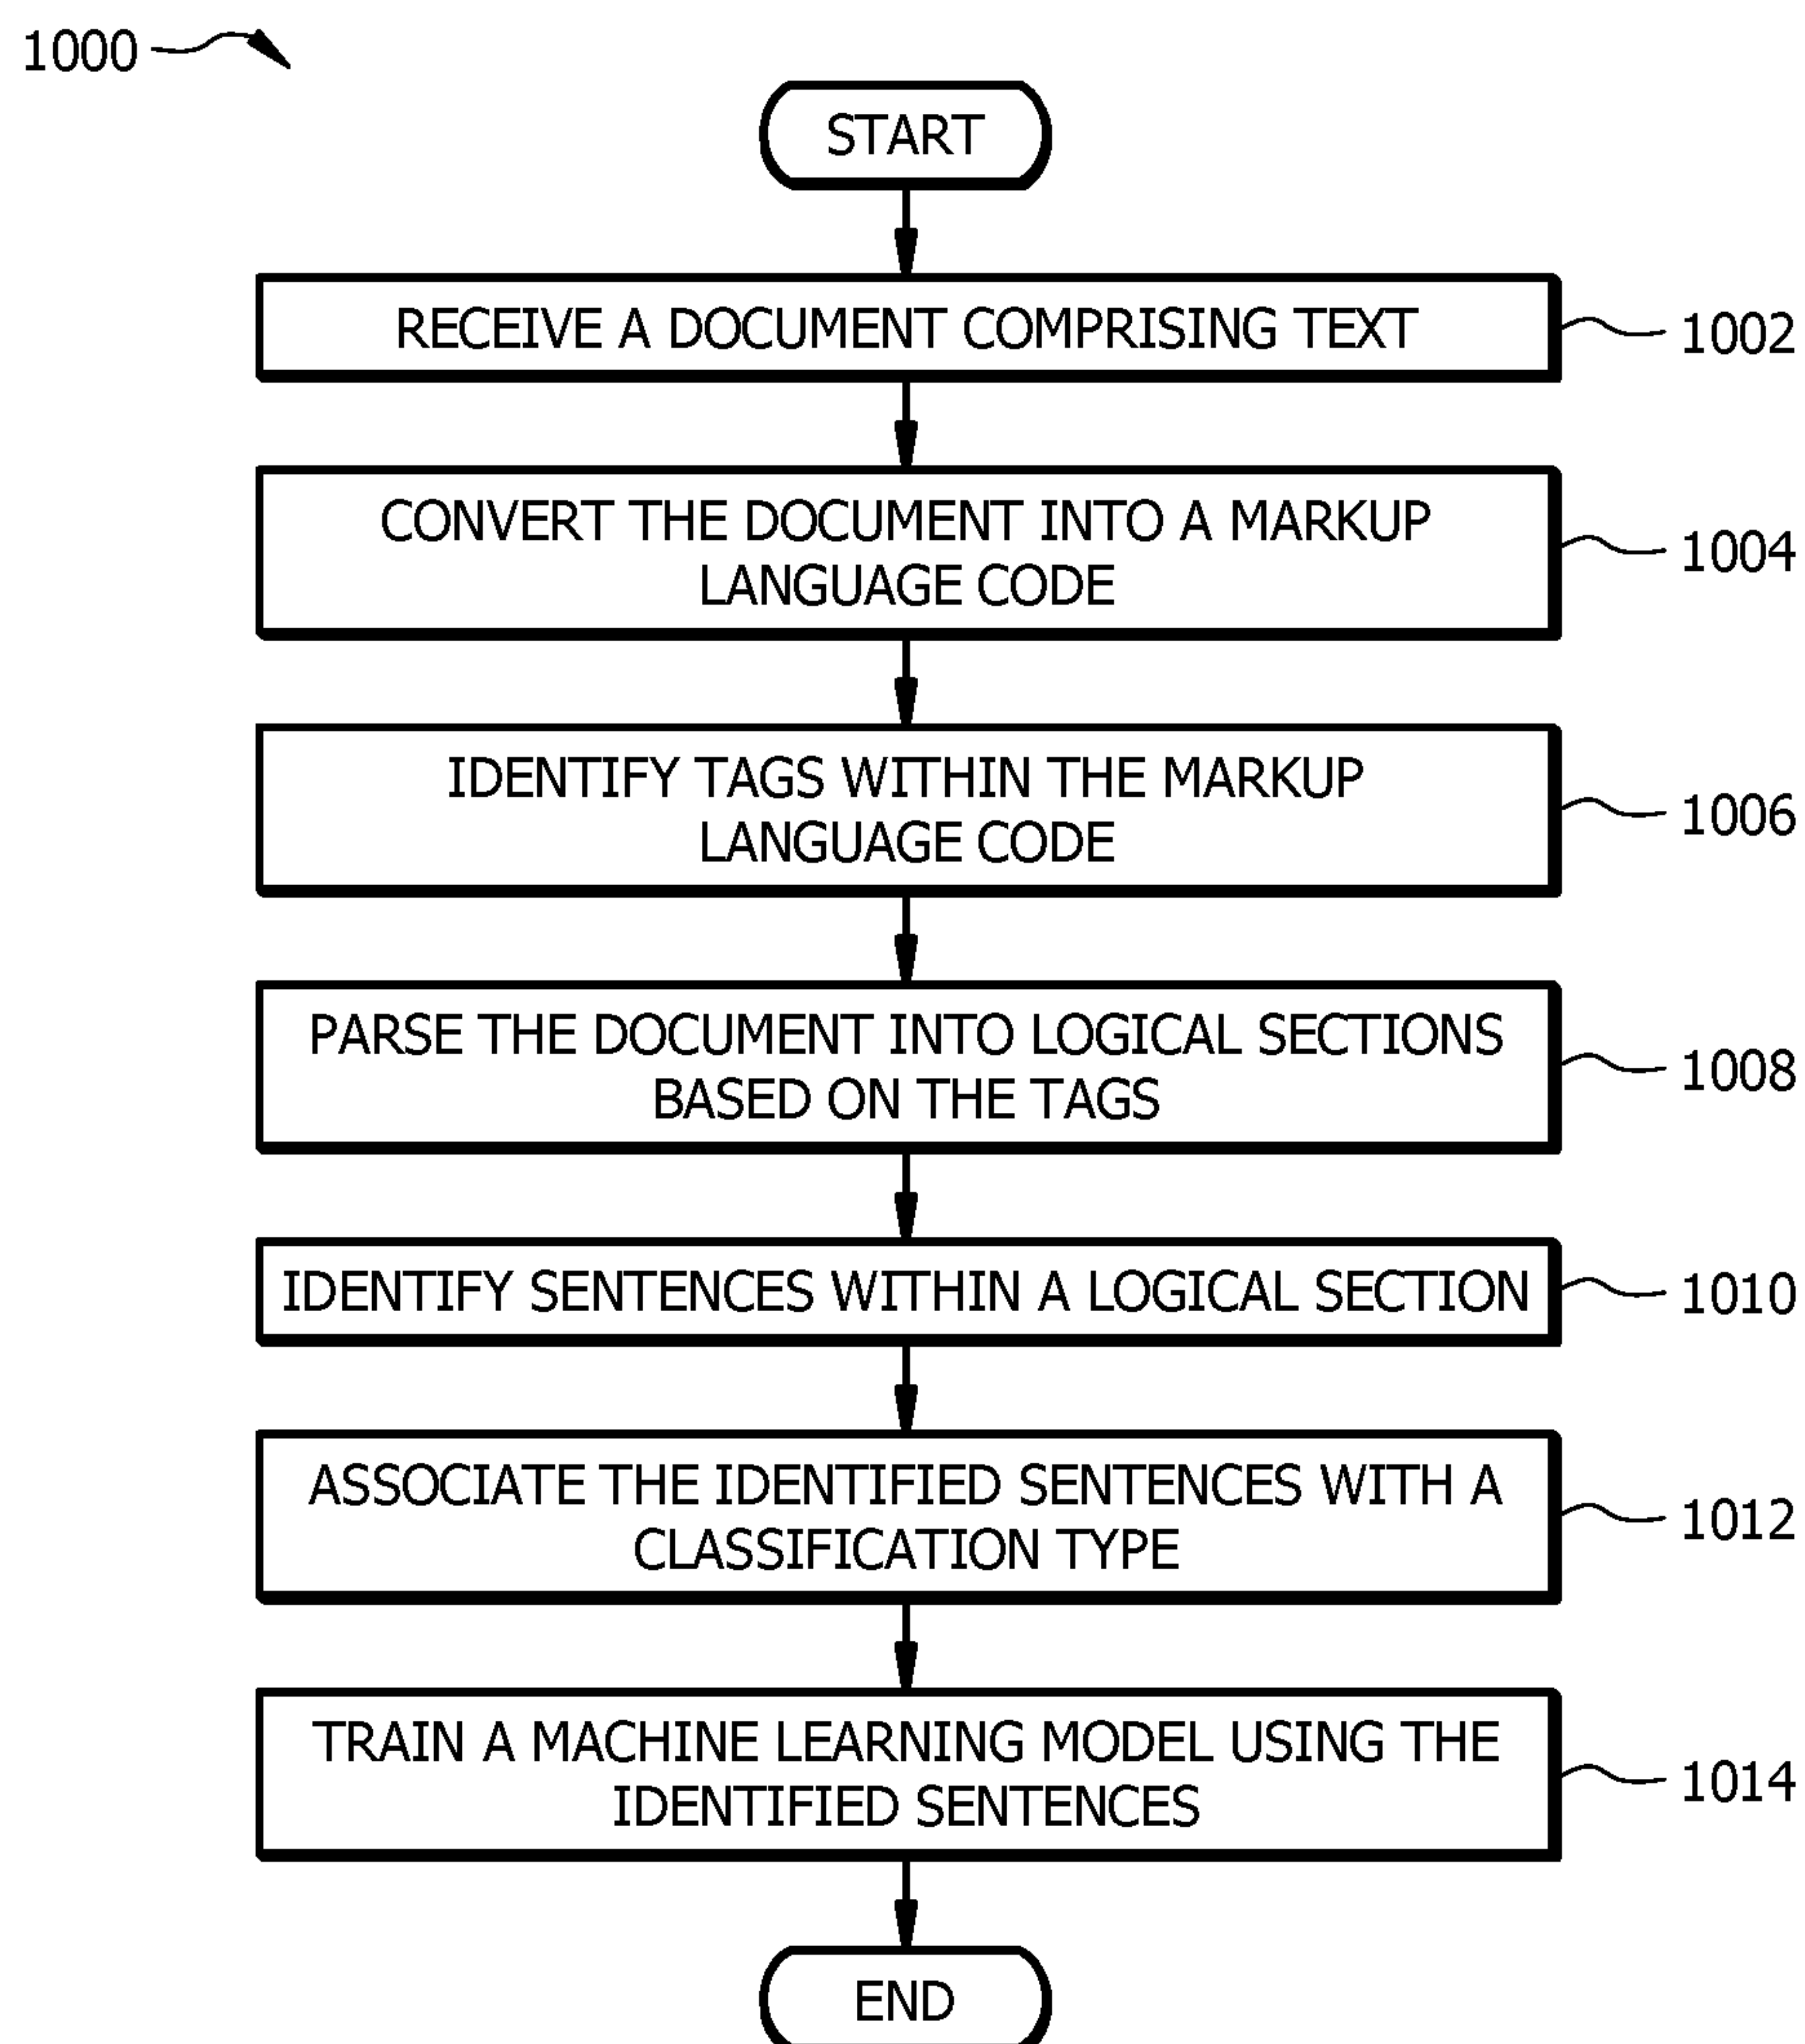 1000
START
RECEIVE A DOCUMENT COMPRISING TEXT
1002
CONVERT THE DOCUMENT INTO A MARKUP
LANGUAGE CODE
1004
IDENTIFY TAGS WITHIN THE MARKUP
LANGUAGE CODE
1006
PARSE THE DOCUMENT INTO LOGICAL SECTIONS
BASED ON THE TAGS
1008
IDENTIFY SENTENCES WITHIN A LOGICAL SECTION
1010
ASSOCIATE THE IDENTIFIED SENTENCES WITH A
CLASSIFICATION TYPE
1012
TRAIN A MACHINE LEARNING MODEL USING THE
IDENTIFIED SENTENCES
1014
END